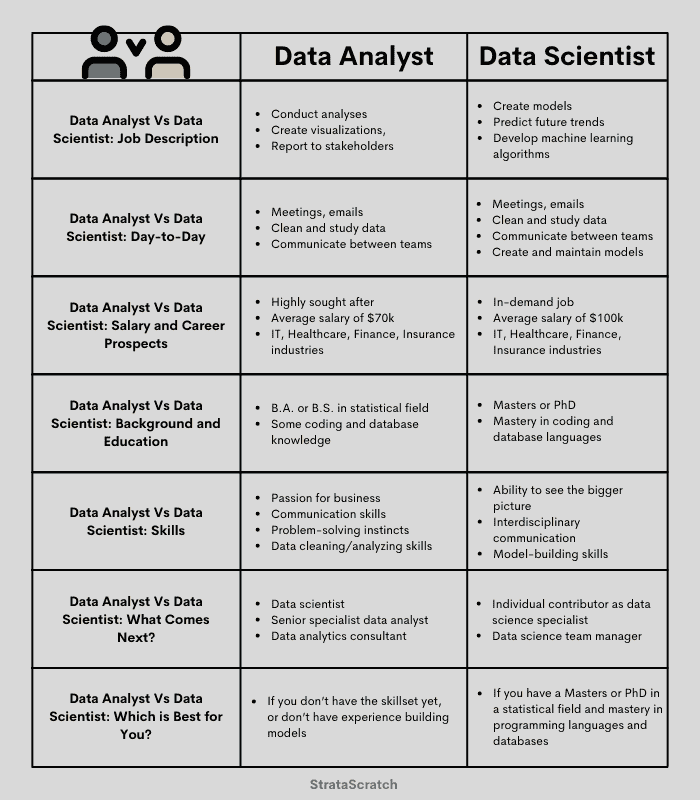 Data Analyst
Data Scientist
Data Analyst Vs Data
Scientist: Job Description
• Conduct analyses
• Create visualizations,
• Report to stakeholders
• Create models
• Predict future trends
• Develop machine learning
algorithms
Data Analyst Vs Data
Scientist: Day-to-Day
• Meetings, emails
• Clean and study data
• Communicate between teams
• Meetings, emails
• Clean and study data
• Communicate between teams
• Create and maintain models
Data Analyst Vs Data
Scientist: Salary and Career
Prospects
• Highly sought after
• Average salary of $70k
• IT, Healthcare, Finance, Insurance
industries
• In-demand job
• Average salary of $100k
• IT, Healthcare, Finance,
Insurance industries
Data Analyst Vs Data
Scientist: Background and
Education
• B.A. or B.S. in statistical field
• Some coding and database
knowledge
• Masters or PhD
• Mastery in coding and
database languages
Data Analyst Vs Data
Scientist: Skills
• Passion for business
• Communication skills
• Problem-solving instincts
• Data cleaning/analyzing skills
• Ability to see the bigger
picture
• Interdisciplinary
communication
• Model-building skills
Data Analyst Vs Data
Scientist: What Comes
Next?
• Data scientist
• Senior specialist data analyst
• Data analytics consultant
• Individual contributor as data
science specialist
• Data science team manager
Data Analyst Vs Data
Scientist: Which is Best for
You?
• If you don’t have the skillset yet,
or don’t have experience building
models
• If you have a Masters or PhD in
a statistical field and mastery in
programming languages and
databases
StrataScratch